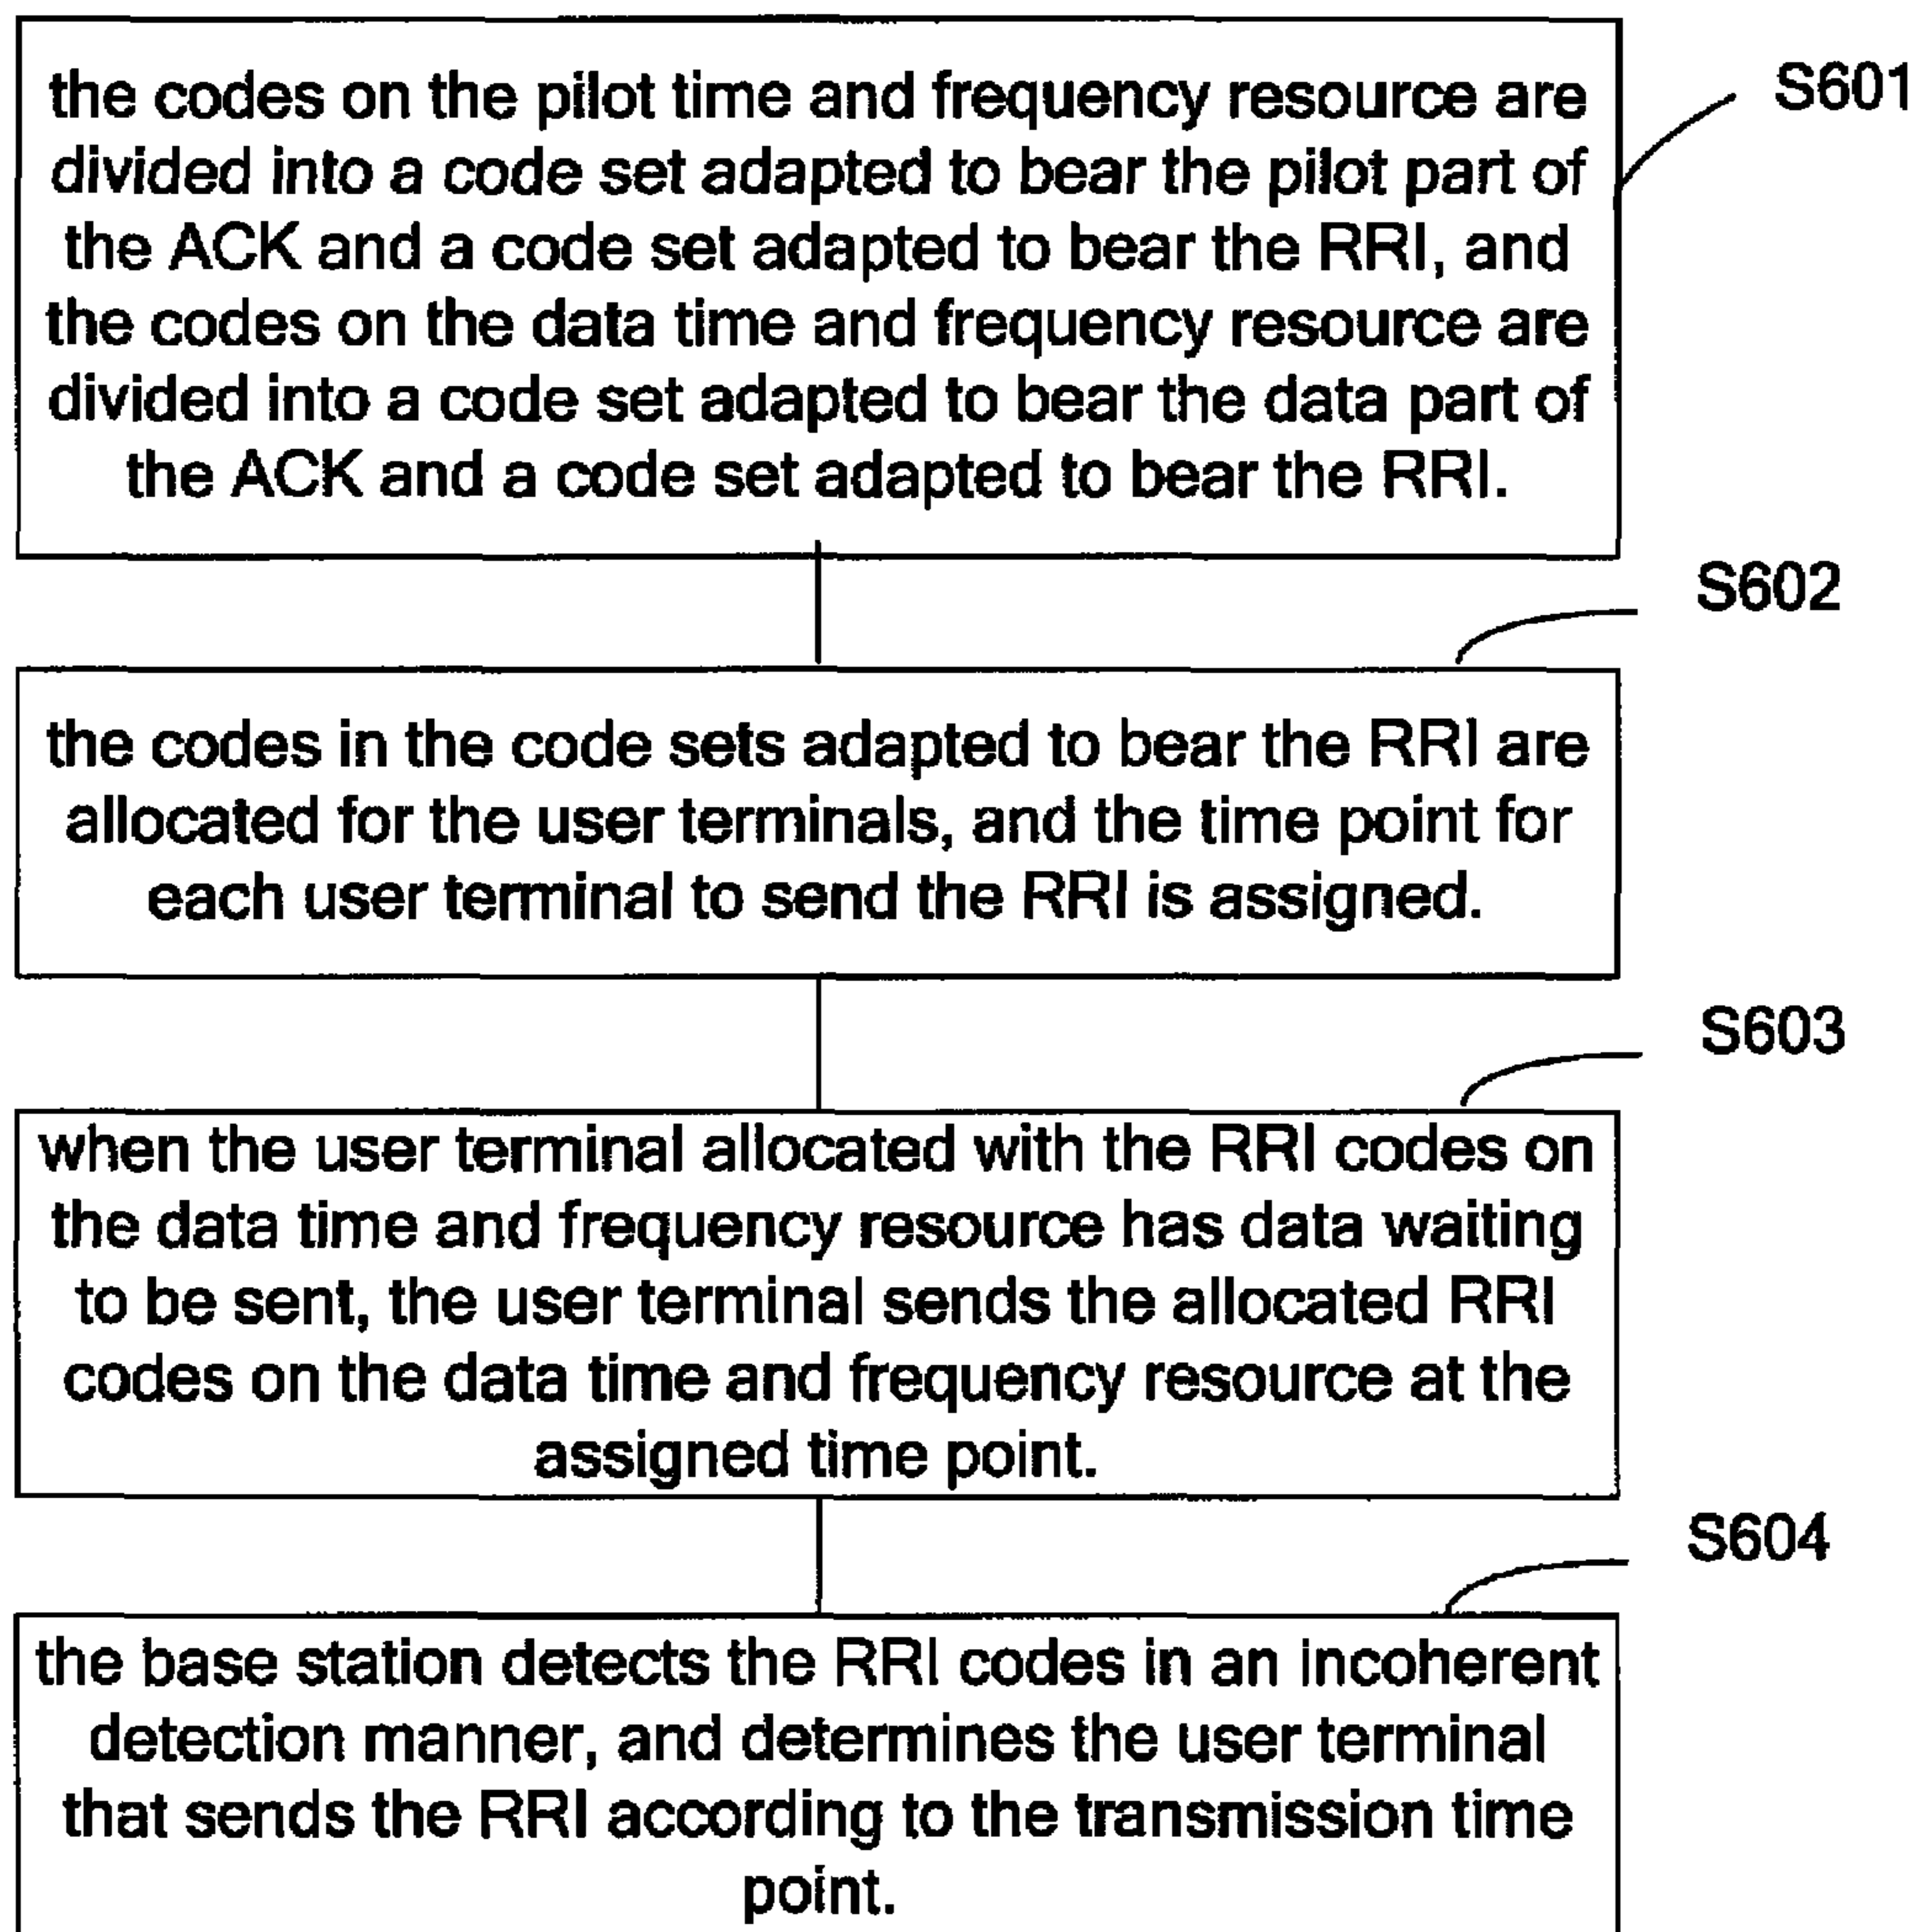 the codes on the pilot time and frequency resource are
divided into a code set adapted to bear the pilot part of
the ACK and a code set adapted to bear the RRI, and
the codes on the data time and frequency resource are
divided into a code set adapted to bear the data part of
the ACK and a code set adapted to bear the RRI.
S601
S602
the codes in the code sets adapted to bear the RRI are
allocated for the user terminals, and the time point for
each user terminal to send the RRI is assigned.
S603
when the user terminal allocated with the RRI codes on
the data time and frequency resource has data waiting
to be sent, the user terminal sends the allocated RRI
codes on the data time and frequency resource at the
assigned time point.
S604
the base station detects the RRI codes in an incoherent
detection manner, and determines the user terminal
that sends the RRI according to the transmission time
point.